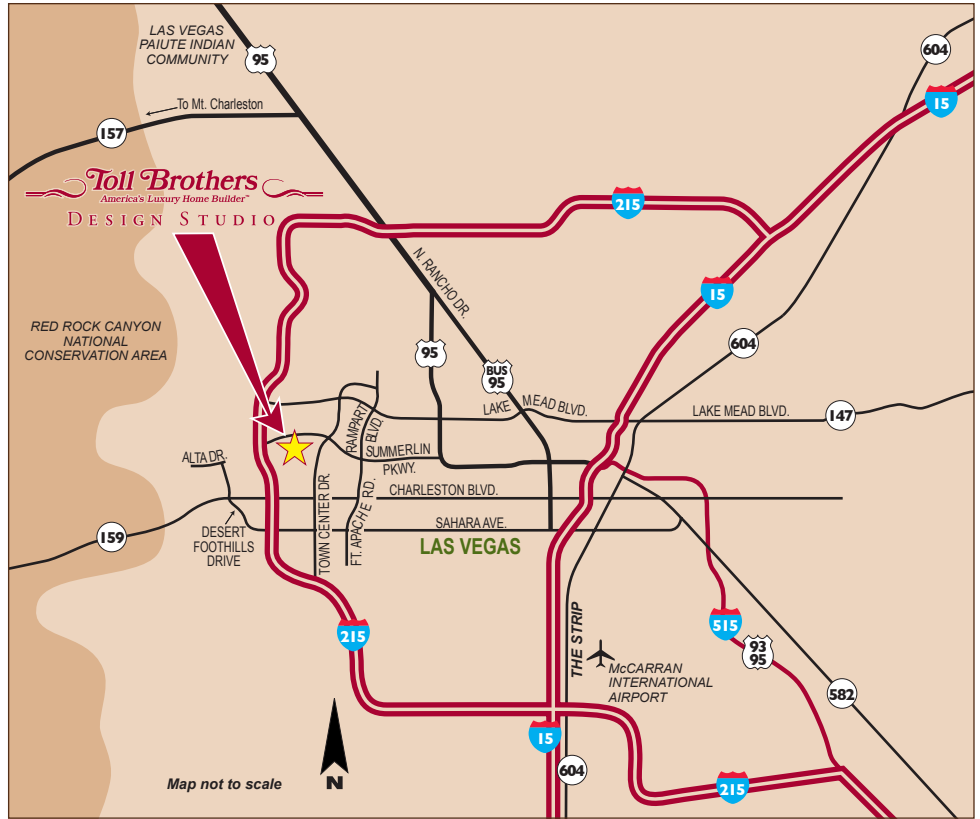 LAS VEGAS
PAIUTE INDIAN
COMMUNITY
95
604
15
To Mt. Charleston
157
Toll Brothers
America's Luxury Home Builder™
DESIGN STUDIO
215
N. RANCHO DR.
15
RED ROCK CANYON
NATIONAL
CONSERVATION AREA
604
95
BUS
95
LAKE MEAD BLVD.
LAKE MEAD BLVD.
147
RAMPART
BLVD.
SUMMERLIN
PKWY.
ALTA DR.
CHARLESTON BLVD.
TOWN CENTER DR.
FT. APACHE RD.
SAHARA AVE.
159
DESERT
FOOTHILLS
DRIVE
LAS VEGAS
215
THE STRIP
515
93
95
McCARRAN
INTERNATIONAL
AIRPORT
582
15
604
215
Map not to scale
N